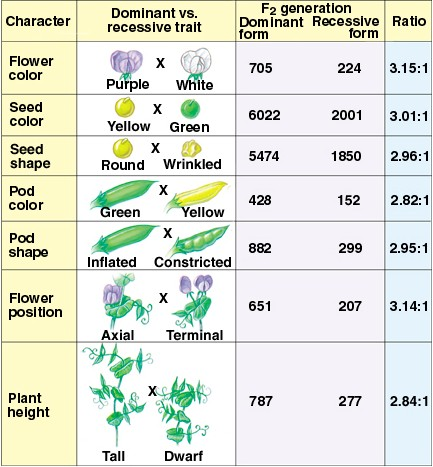 Character Dominant vs. recessive trait F2 generation Dominant form Recessive form Ratio
Flower color Purple X White 705 224 3.15:1
Seed color Yellow X Green 6022 2001 3.01:1
Seed shape Round X Wrinkled 5474 1850 2.96:1
Pod color Green X Yellow 428 152 2.82:1
Pod shape Inflated X Constricted 882 299 2.95:1
Flower position Axial X Terminal 651 207 3.14:1
Plant height Tall X Dwarf 787 277 2.84:1